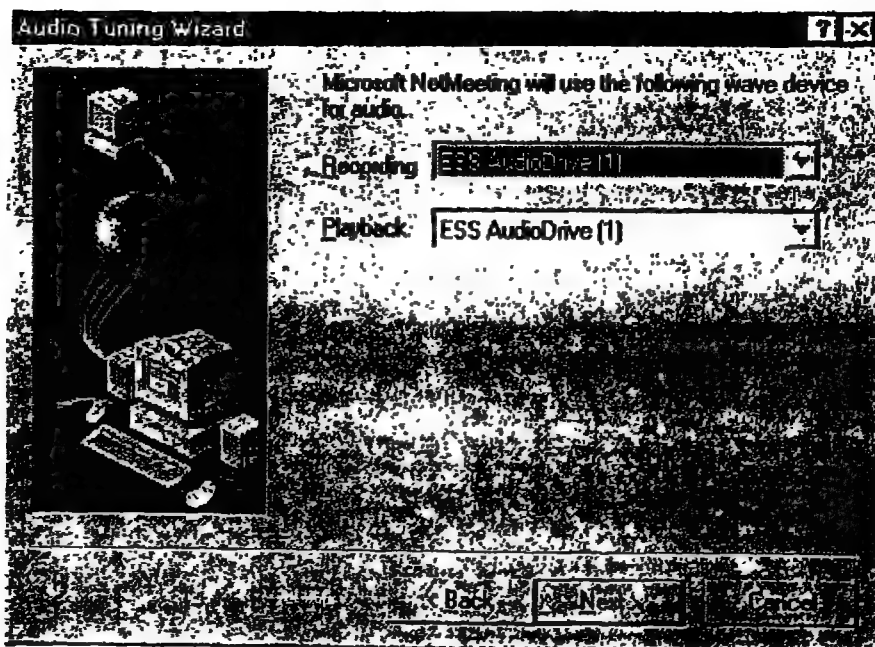 Audio Tuning Wizard
Microsoft NetMeeting will use the following wave device
for audio.
Recording ESS AudioDrive (1)
Playback: ESS AudioDrive (1)
< Back Next Cancel